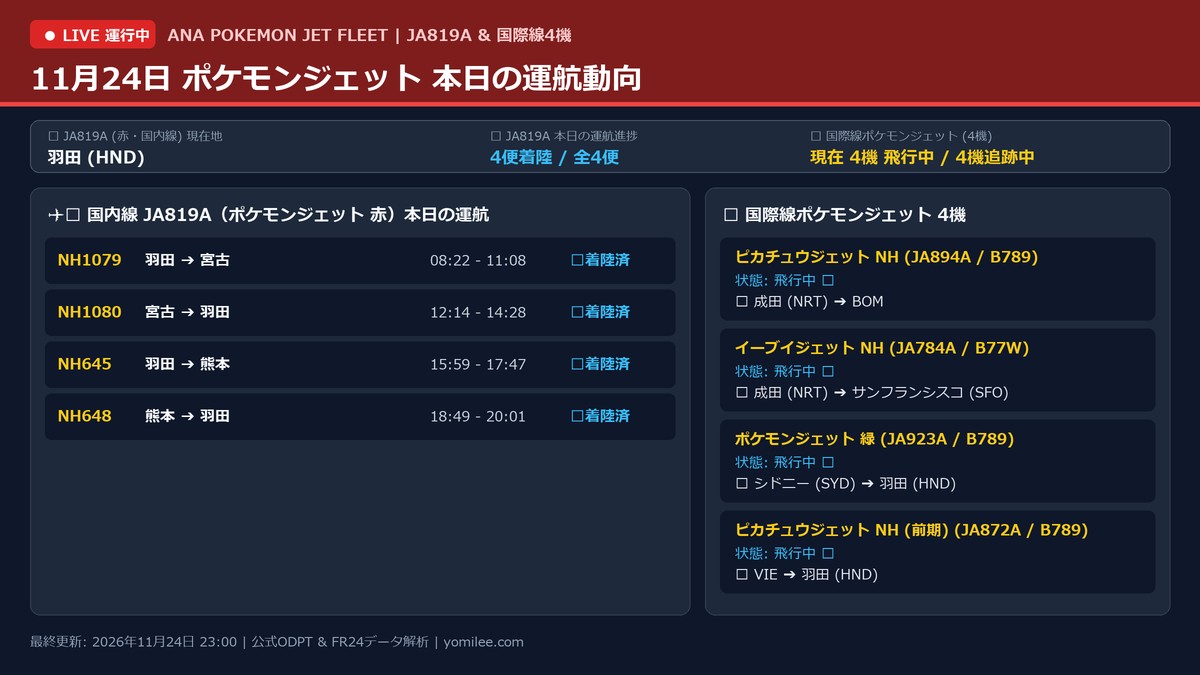 ● LIVE 運行中 ANA POKEMON JET FLEET | JA819A & 国際線4機
11月24日 ポケモンジェット 本日の運航動向
□ JA819A (赤・国内線) 現在地
羽田 (HND)
□ JA819A 本日の運航進捗
4便着陸 / 全4便
□ 国際線ポケモンジェット (4機)
現在 4機 飛行中 / 4機追跡中
✈□ 国内線 JA819A（ポケモンジェット 赤）本日の運航
NH1079 羽田 → 宮古 08:22 - 11:08 □着陸済
NH1080 宮古 → 羽田 12:14 - 14:28 □着陸済
NH645 羽田 → 熊本 15:59 - 17:47 □着陸済
NH648 熊本 → 羽田 18:49 - 20:01 □着陸済
□ 国際線ポケモンジェット 4機
ピカチュウジェット NH (JA894A / B789)
状態: 飛行中 □
□ 成田 (NRT) → BOM
イーブイジェット NH (JA784A / B77W)
状態: 飛行中 □
□ 成田 (NRT) → サンフランシスコ (SFO)
ポケモンジェット 緑 (JA923A / B789)
状態: 飛行中 □
□ シドニー (SYD) → 羽田 (HND)
ピカチュウジェット NH (前期) (JA872A / B789)
状態: 飛行中 □
□ VIE → 羽田 (HND)
最終更新: 2026年11月24日 23:00 | 公式ODPT & FR24データ解析 | yomilee.com